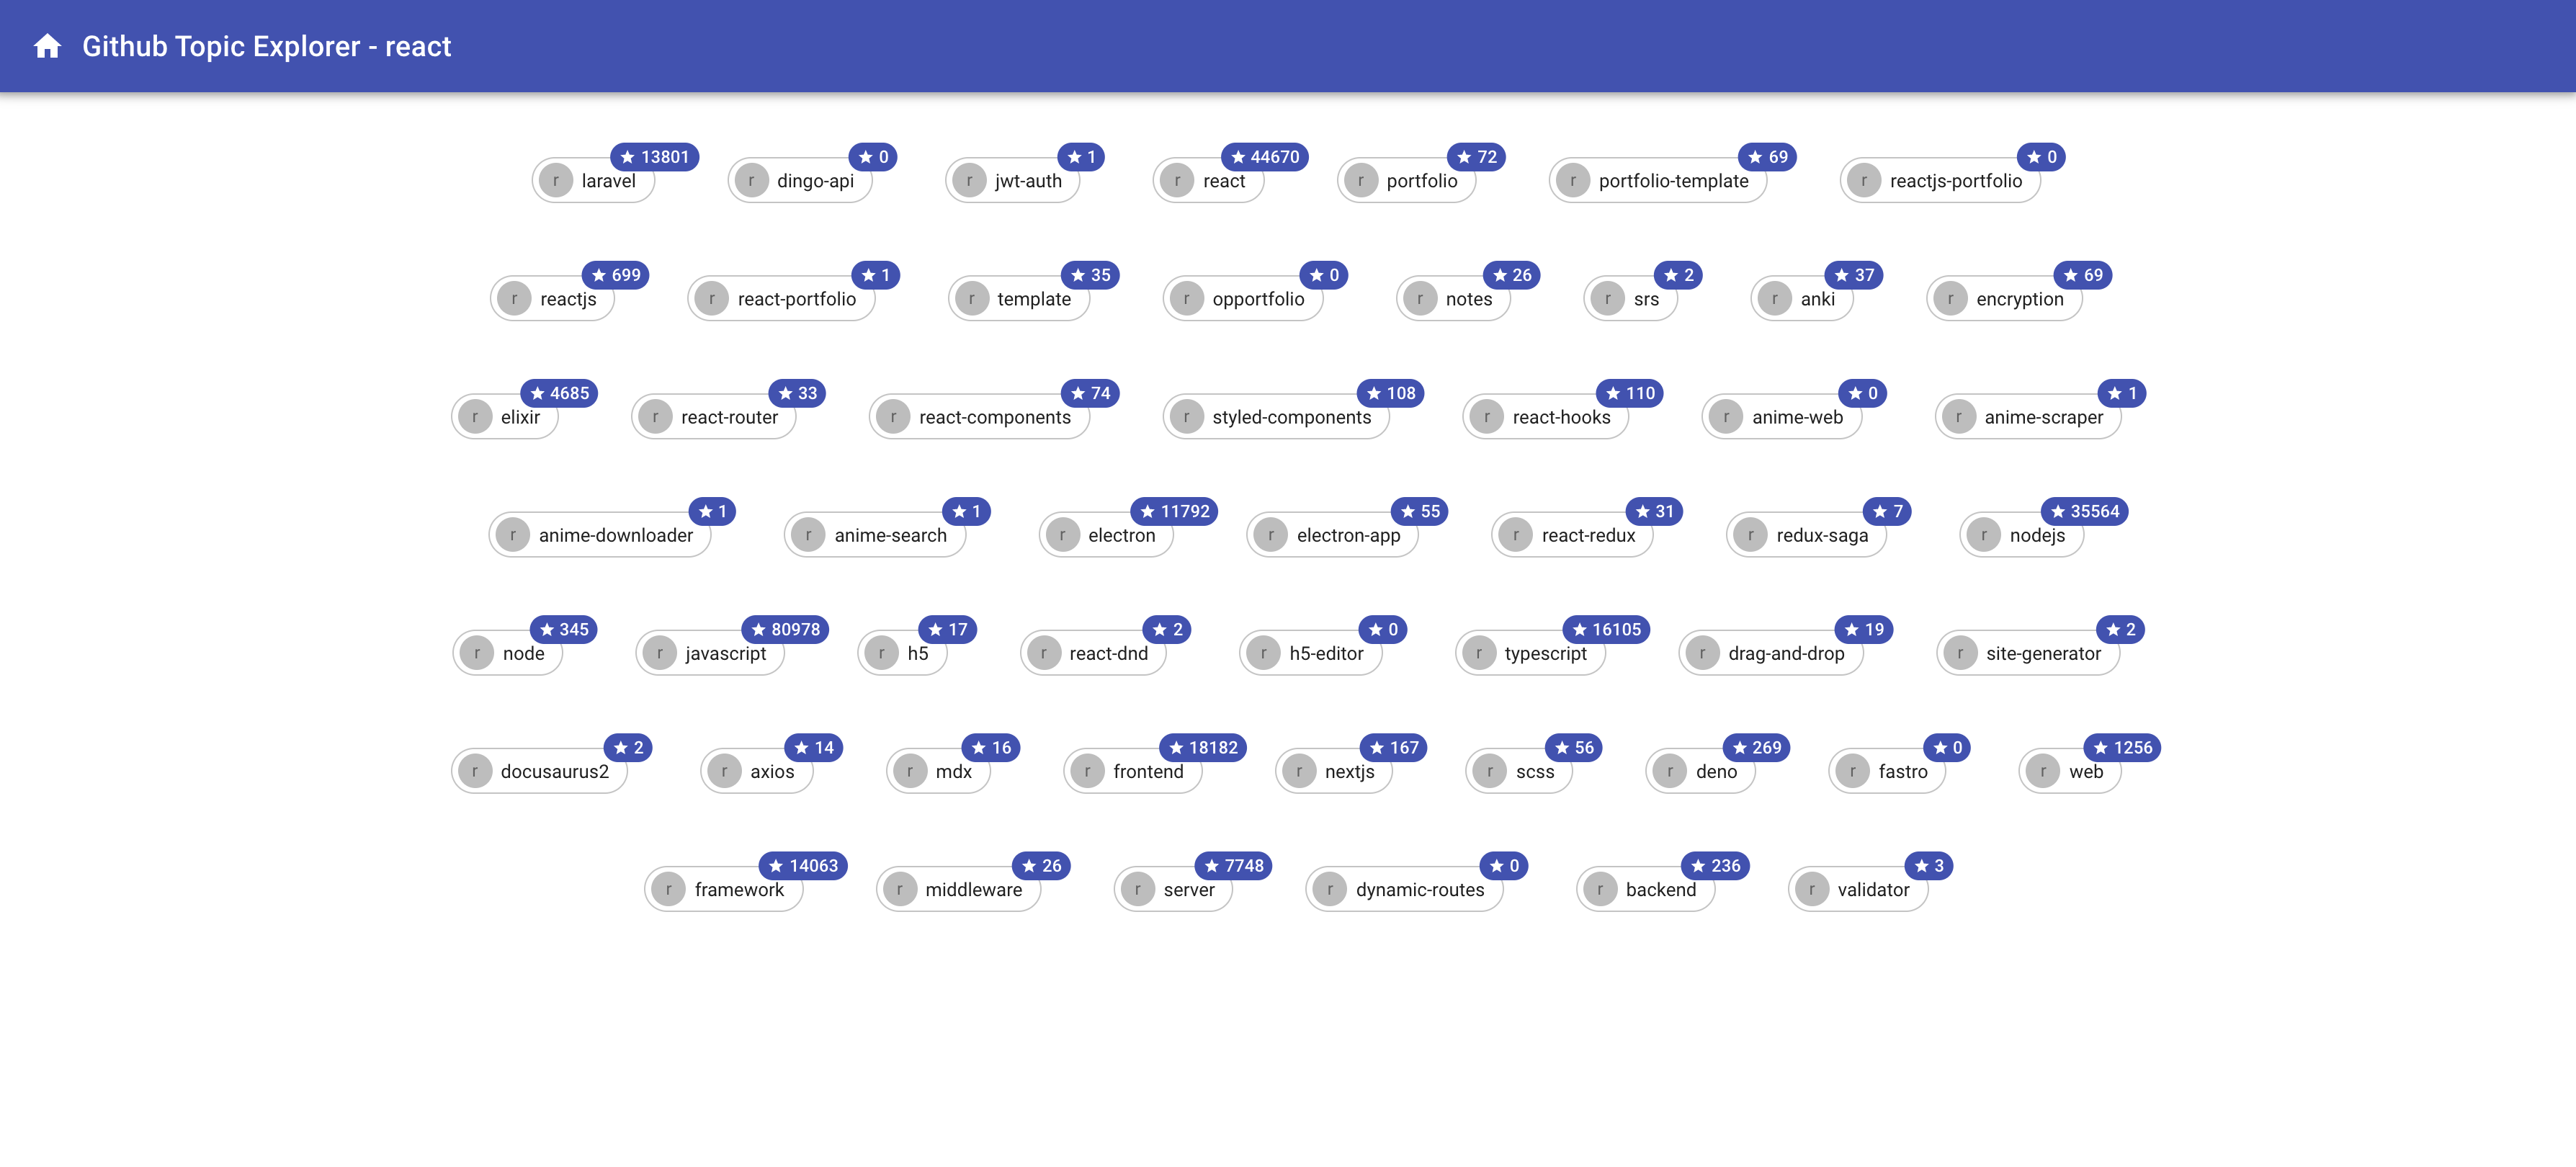 Github Topic Explorer - react
★ 13801 ★ 0 ★ 1 ★ 44670 ★ 72 ★ 69 ★ 0
r laravel r dingo-api r jwt-auth r react r portfolio r portfolio-template r reactjs-portfolio
★ 699 ★ 1 ★ 35 ★ 0 ★ 26 ★ 2 ★ 37 ★ 69
r reactjs r react-portfolio r template r opportfolio r notes r srs r anki r encryption
★ 4685 ★ 33 ★ 74 ★ 108 ★ 110 ★ 0 ★ 1
r elixir r react-router r react-components r styled-components r react-hooks r anime-web r anime-scraper
★ 1 ★ 1 ★ 11792 ★ 55 ★ 31 ★ 7 ★ 35564
r anime-downloader r anime-search r electron r electron-app r react-redux r redux-saga r nodejs
★ 345 ★ 80978 ★ 17 ★ 2 ★ 0 ★ 16105 ★ 19 ★ 2
r node r javascript r h5 r react-dnd r h5-editor r typescript r drag-and-drop r site-generator
★ 2 ★ 14 ★ 16 ★ 18182 ★ 167 ★ 56 ★ 269 ★ 0 ★ 1256
r docusaurus2 r axios r mdx r frontend r nextjs r scss r deno r fastro r web
★ 14063 ★ 26 ★ 7748 ★ 0 ★ 236 ★ 3
r framework r middleware r server r dynamic-routes r backend r validator